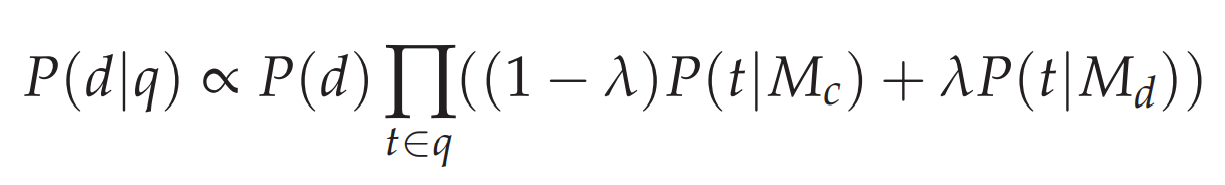 P(d|q) ∝ P(d) ∏_{t∈q} ((1 − λ)P(t|M_c) + λP(t|M_d))